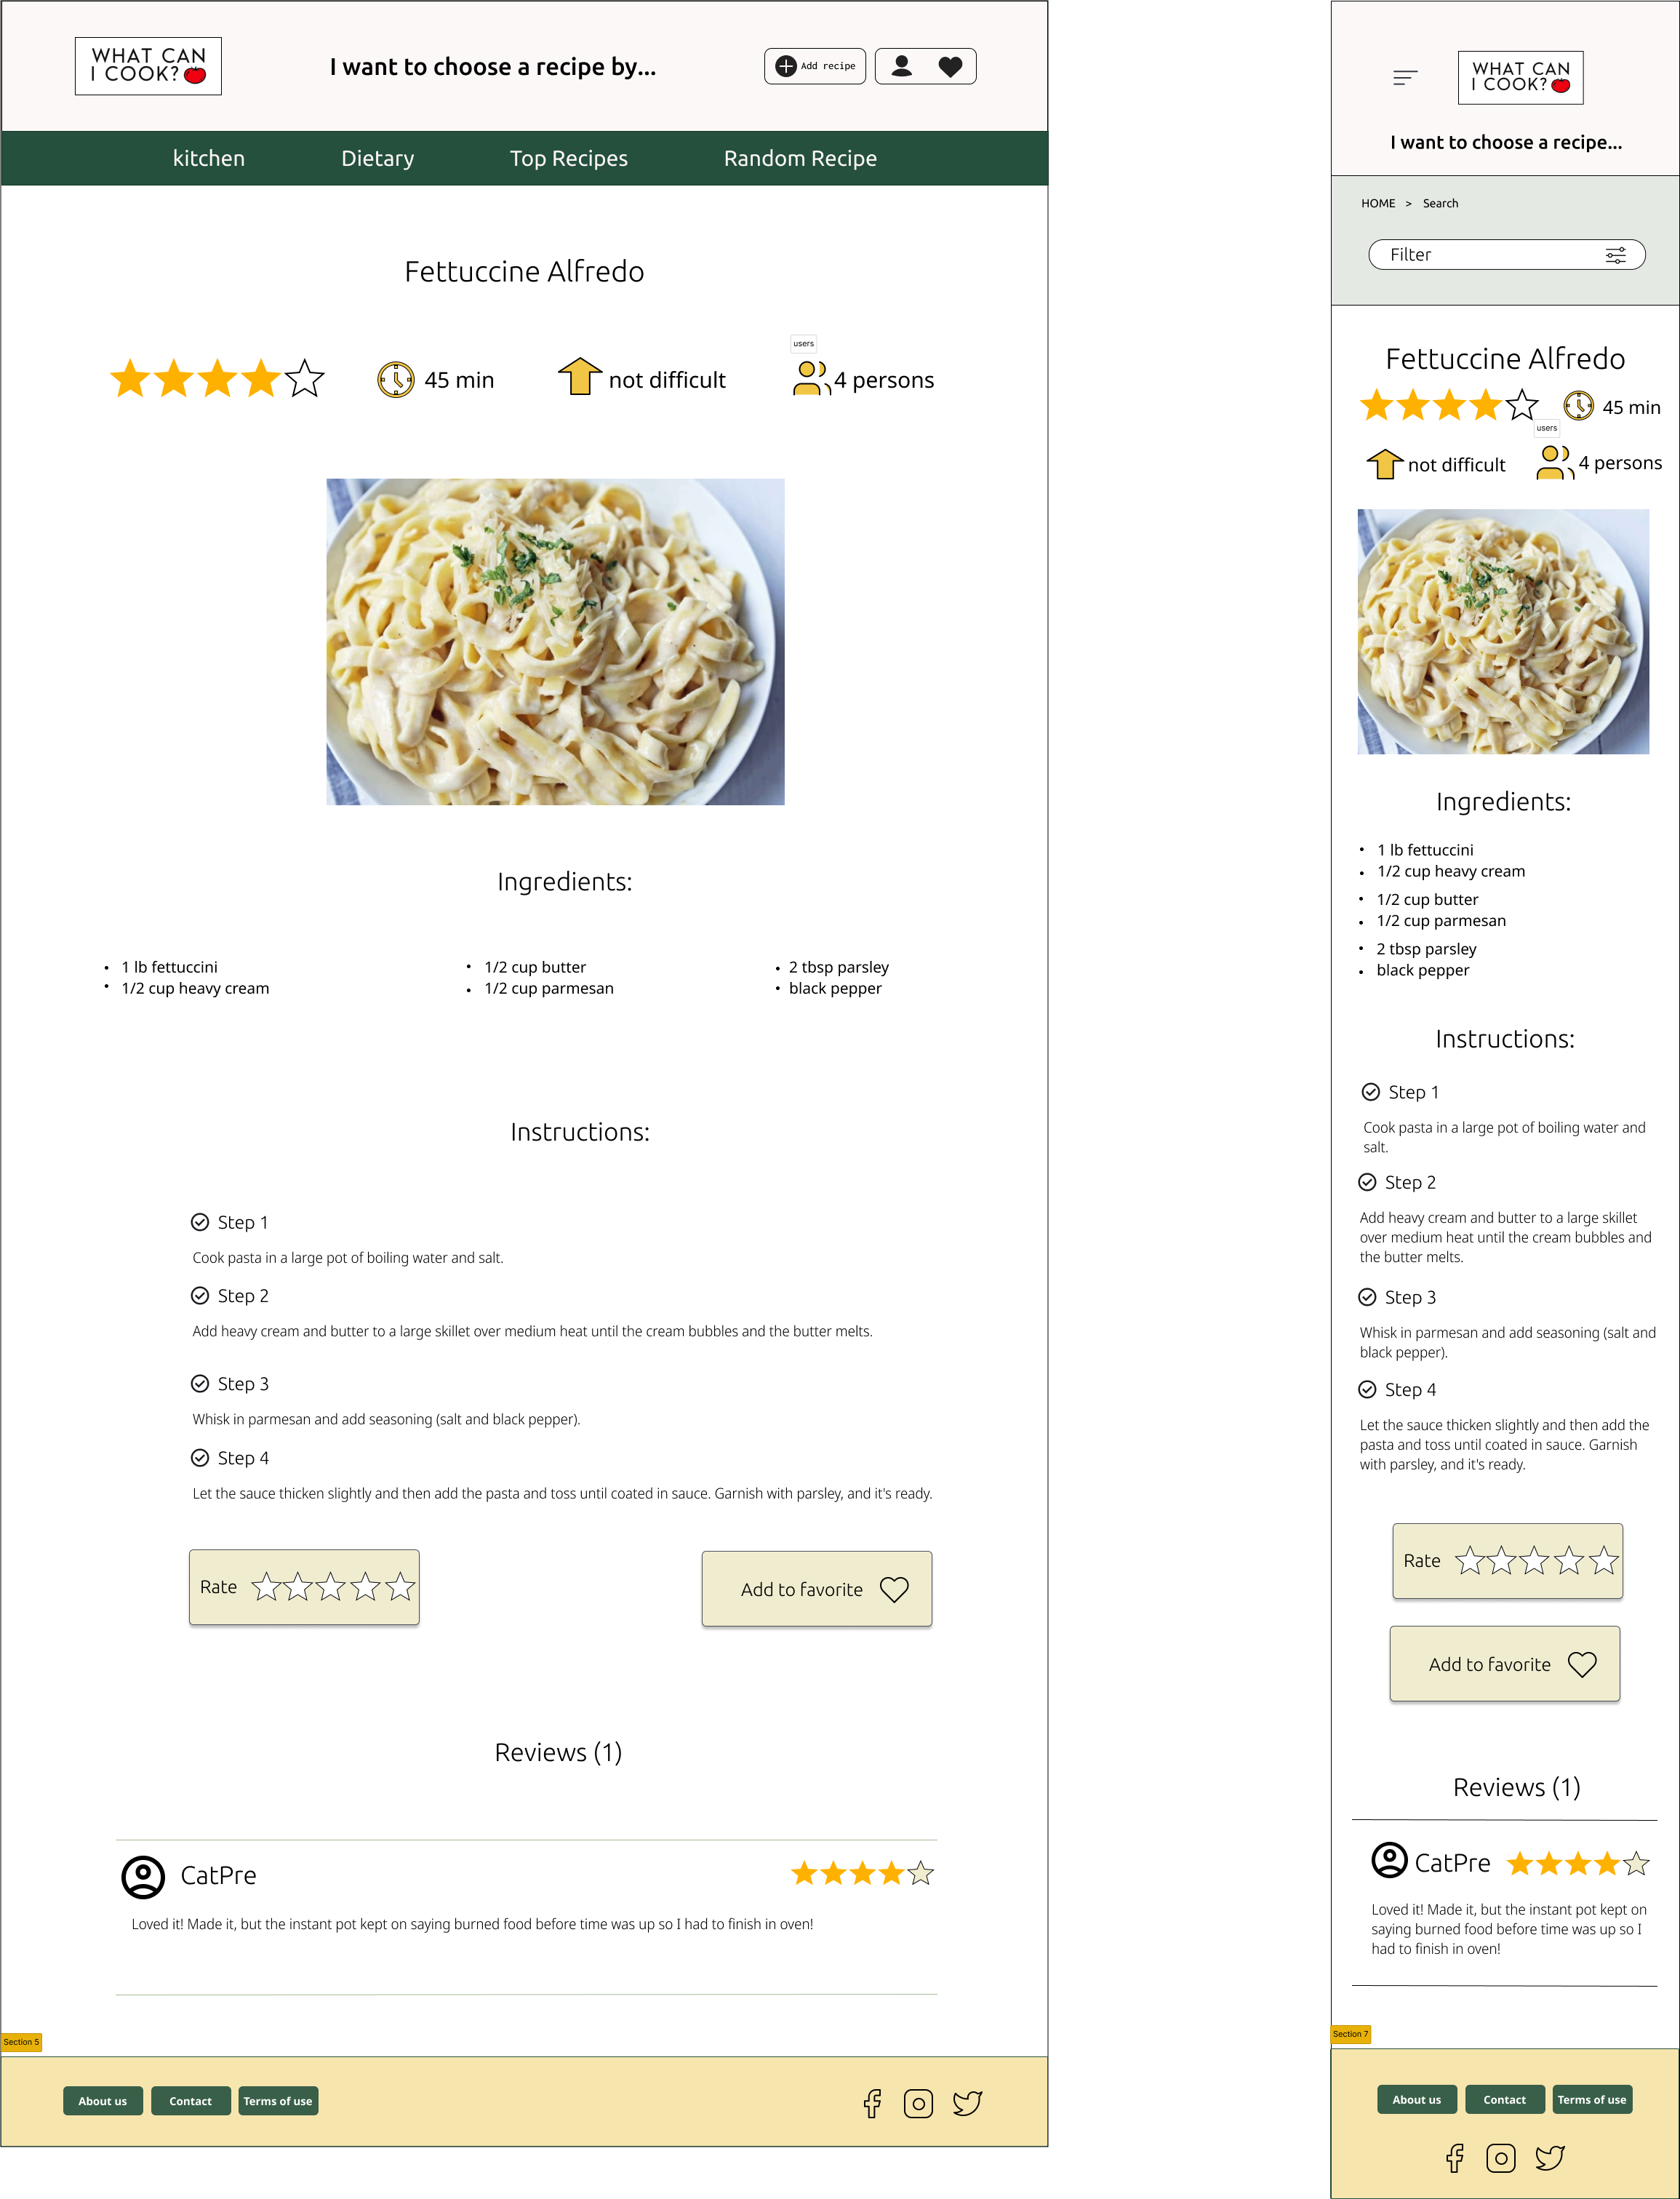 WHAT CAN
I COOK?
I want to choose a recipe by...
Add recipe
kitchen
Dietary
Top Recipes
Random Recipe
Fettuccine Alfredo
45 min
not difficult
users
4 persons
Ingredients:
• 1 lb fettuccini
• 1/2 cup heavy cream
• 1/2 cup butter
• 1/2 cup parmesan
• 2 tbsp parsley
• black pepper
Instructions:
Step 1
Cook pasta in a large pot of boiling water and salt.
Step 2
Add heavy cream and butter to a large skillet over medium heat until the cream bubbles and the butter melts.
Step 3
Whisk in parmesan and add seasoning (salt and black pepper).
Step 4
Let the sauce thicken slightly and then add the pasta and toss until coated in sauce. Garnish with parsley, and it's ready.
Rate
Add to favorite
Reviews (1)
CatPre
Loved it! Made it, but the instant pot kept on saying burned food before time was up so I had to finish in oven!
Section 5
About us
Contact
Terms of use
WHAT CAN
I COOK?
I want to choose a recipe...
HOME > Search
Filter
Fettuccine Alfredo
45 min
users
not difficult
4 persons
Ingredients:
• 1 lb fettuccini
• 1/2 cup heavy cream
• 1/2 cup butter
• 1/2 cup parmesan
• 2 tbsp parsley
• black pepper
Instructions:
Step 1
Cook pasta in a large pot of boiling water and
salt.
Step 2
Add heavy cream and butter to a large skillet
over medium heat until the cream bubbles and
the butter melts.
Step 3
Whisk in parmesan and add seasoning (salt and
black pepper).
Step 4
Let the sauce thicken slightly and then add the
pasta and toss until coated in sauce. Garnish
with parsley, and it's ready.
Rate
Add to favorite
Reviews (1)
CatPre
Loved it! Made it, but the instant pot kept on
saying burned food before time was up so I
had to finish in oven!
Section 7
About us
Contact
Terms of use